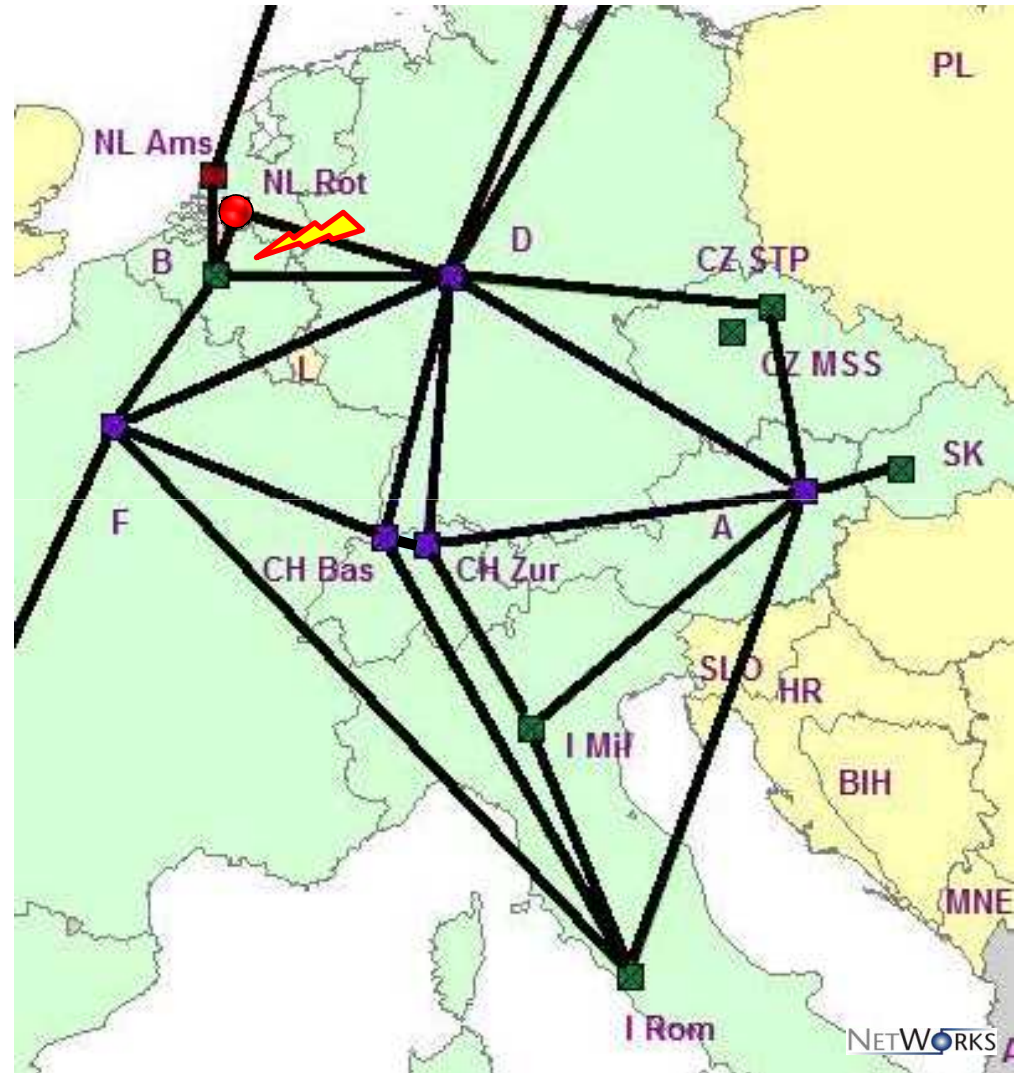 PL
NL Ams
NL Rot
D
B
CZ STP
L
CZ MSS
SK
F
A
CH Bas
CH Zur
SLO
HR
I Mil
BIH
MNE
I Rom
NETWORKS
A